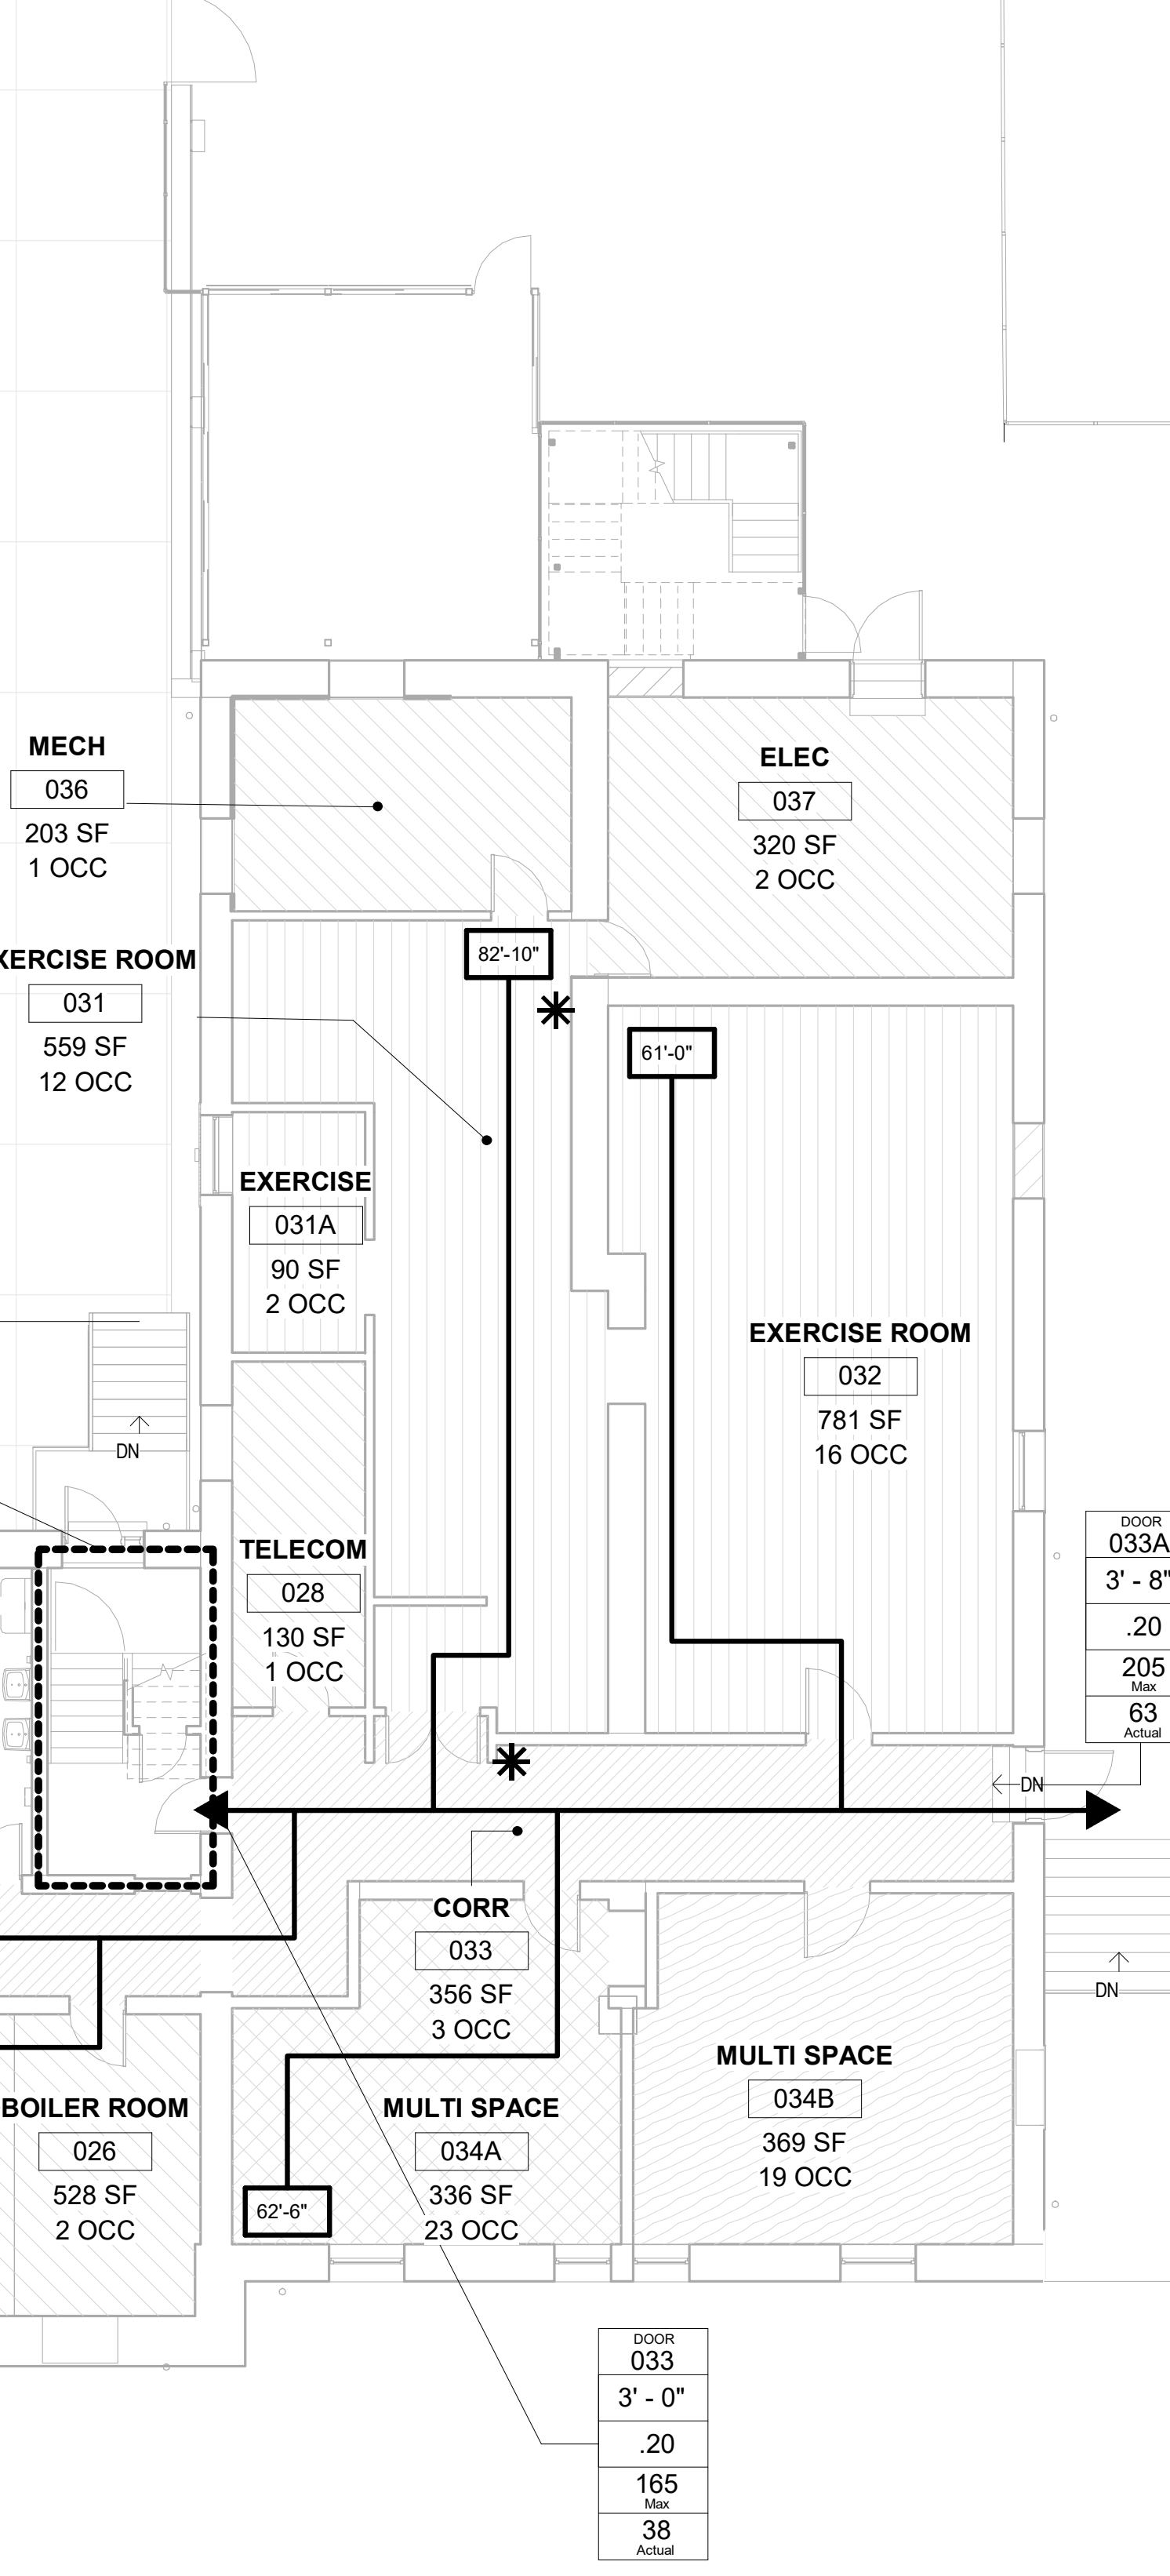 MECH
036
203 SF
1 OCC
ELEC
037
320 SF
2 OCC
XERCISE ROOM
031
559 SF
12 OCC
82'-10"
61'-0"
EXERCISE
031A
90 SF
2 OCC
EXERCISE ROOM
032
781 SF
16 OCC
DN
TELECOM
028
130 SF
1 OCC
DOOR
033A
3' - 8"
.20
205
Max
63
Actual
DN
CORR
033
356 SF
3 OCC
DN
MULTI SPACE
034B
369 SF
19 OCC
BOILER ROOM
026
528 SF
2 OCC
MULTI SPACE
034A
336 SF
23 OCC
62'-6"
DOOR
033
3' - 0"
.20
165
Max
38
Actual